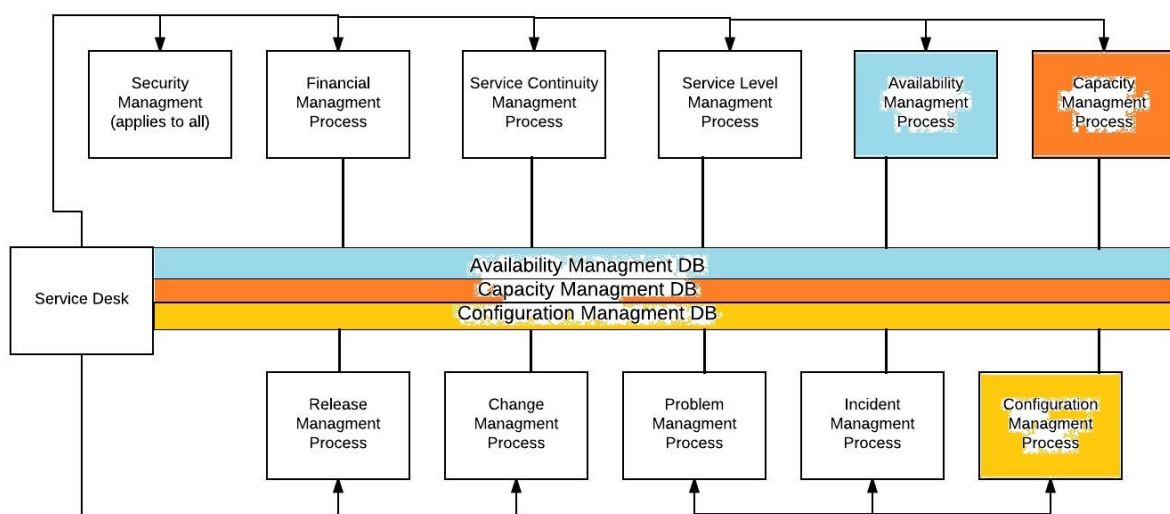 Security
Managment
(applies to all)
Financial
Managment
Process
Service Continuity
Managment
Process
Service Level
Managment
Process
Availability
Managment
Process
Capacity
Managment
Process
Service Desk
Availability Managment DB
Capacity Managment DB
Configuration Managment DB
Release
Managment
Process
Change
Managment
Process
Problem
Managment
Process
Incident
Managment
Process
Configuration
Managment
Process